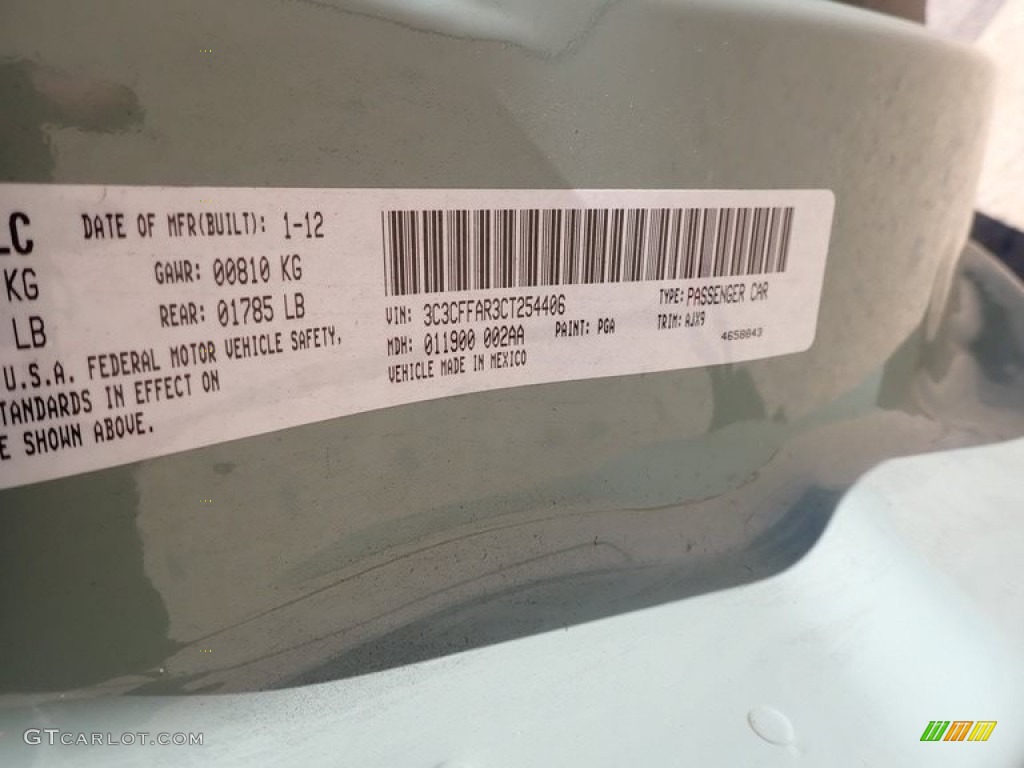 LC DATE OF MFR(BUILT): 1-12
KG GAWR: 00810 KG
LB REAR: 01785 LB
U.S.A. FEDERAL MOTOR VEHICLE SAFETY,
STANDARDS IN EFFECT ON
E SHOWN ABOVE.
VIN: 3C3CFFAR3CT254406 TYPE: PASSENGER CAR
MDH: 011900 002AA PAINT: PGA TRIM: AJX9
VEHICLE MADE IN MEXICO 4658043
GTCARLOT.COM